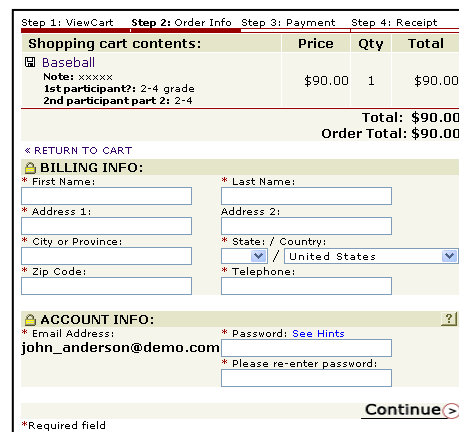 Step 1: ViewCart Step 2: Order Info Step 3: Payment Step 4: Receipt
Shopping cart contents: Price Qty Total
Baseball
Note: xxxxx
1st participant?: 2-4 grade $90.00 1 $90.00
2nd participant part 2: 2-4
Total: $90.00
Order Total: $90.00
« RETURN TO CART
BILLING INFO:
* First Name: * Last Name:
* Address 1: Address 2:
* City or Province: * State: / Country:
/ United States
* Zip Code: * Telephone:
ACCOUNT INFO: ?
* Email Address: * Password: See Hints
john_anderson@demo.com
* Please re-enter password:
Continue >
*Required field